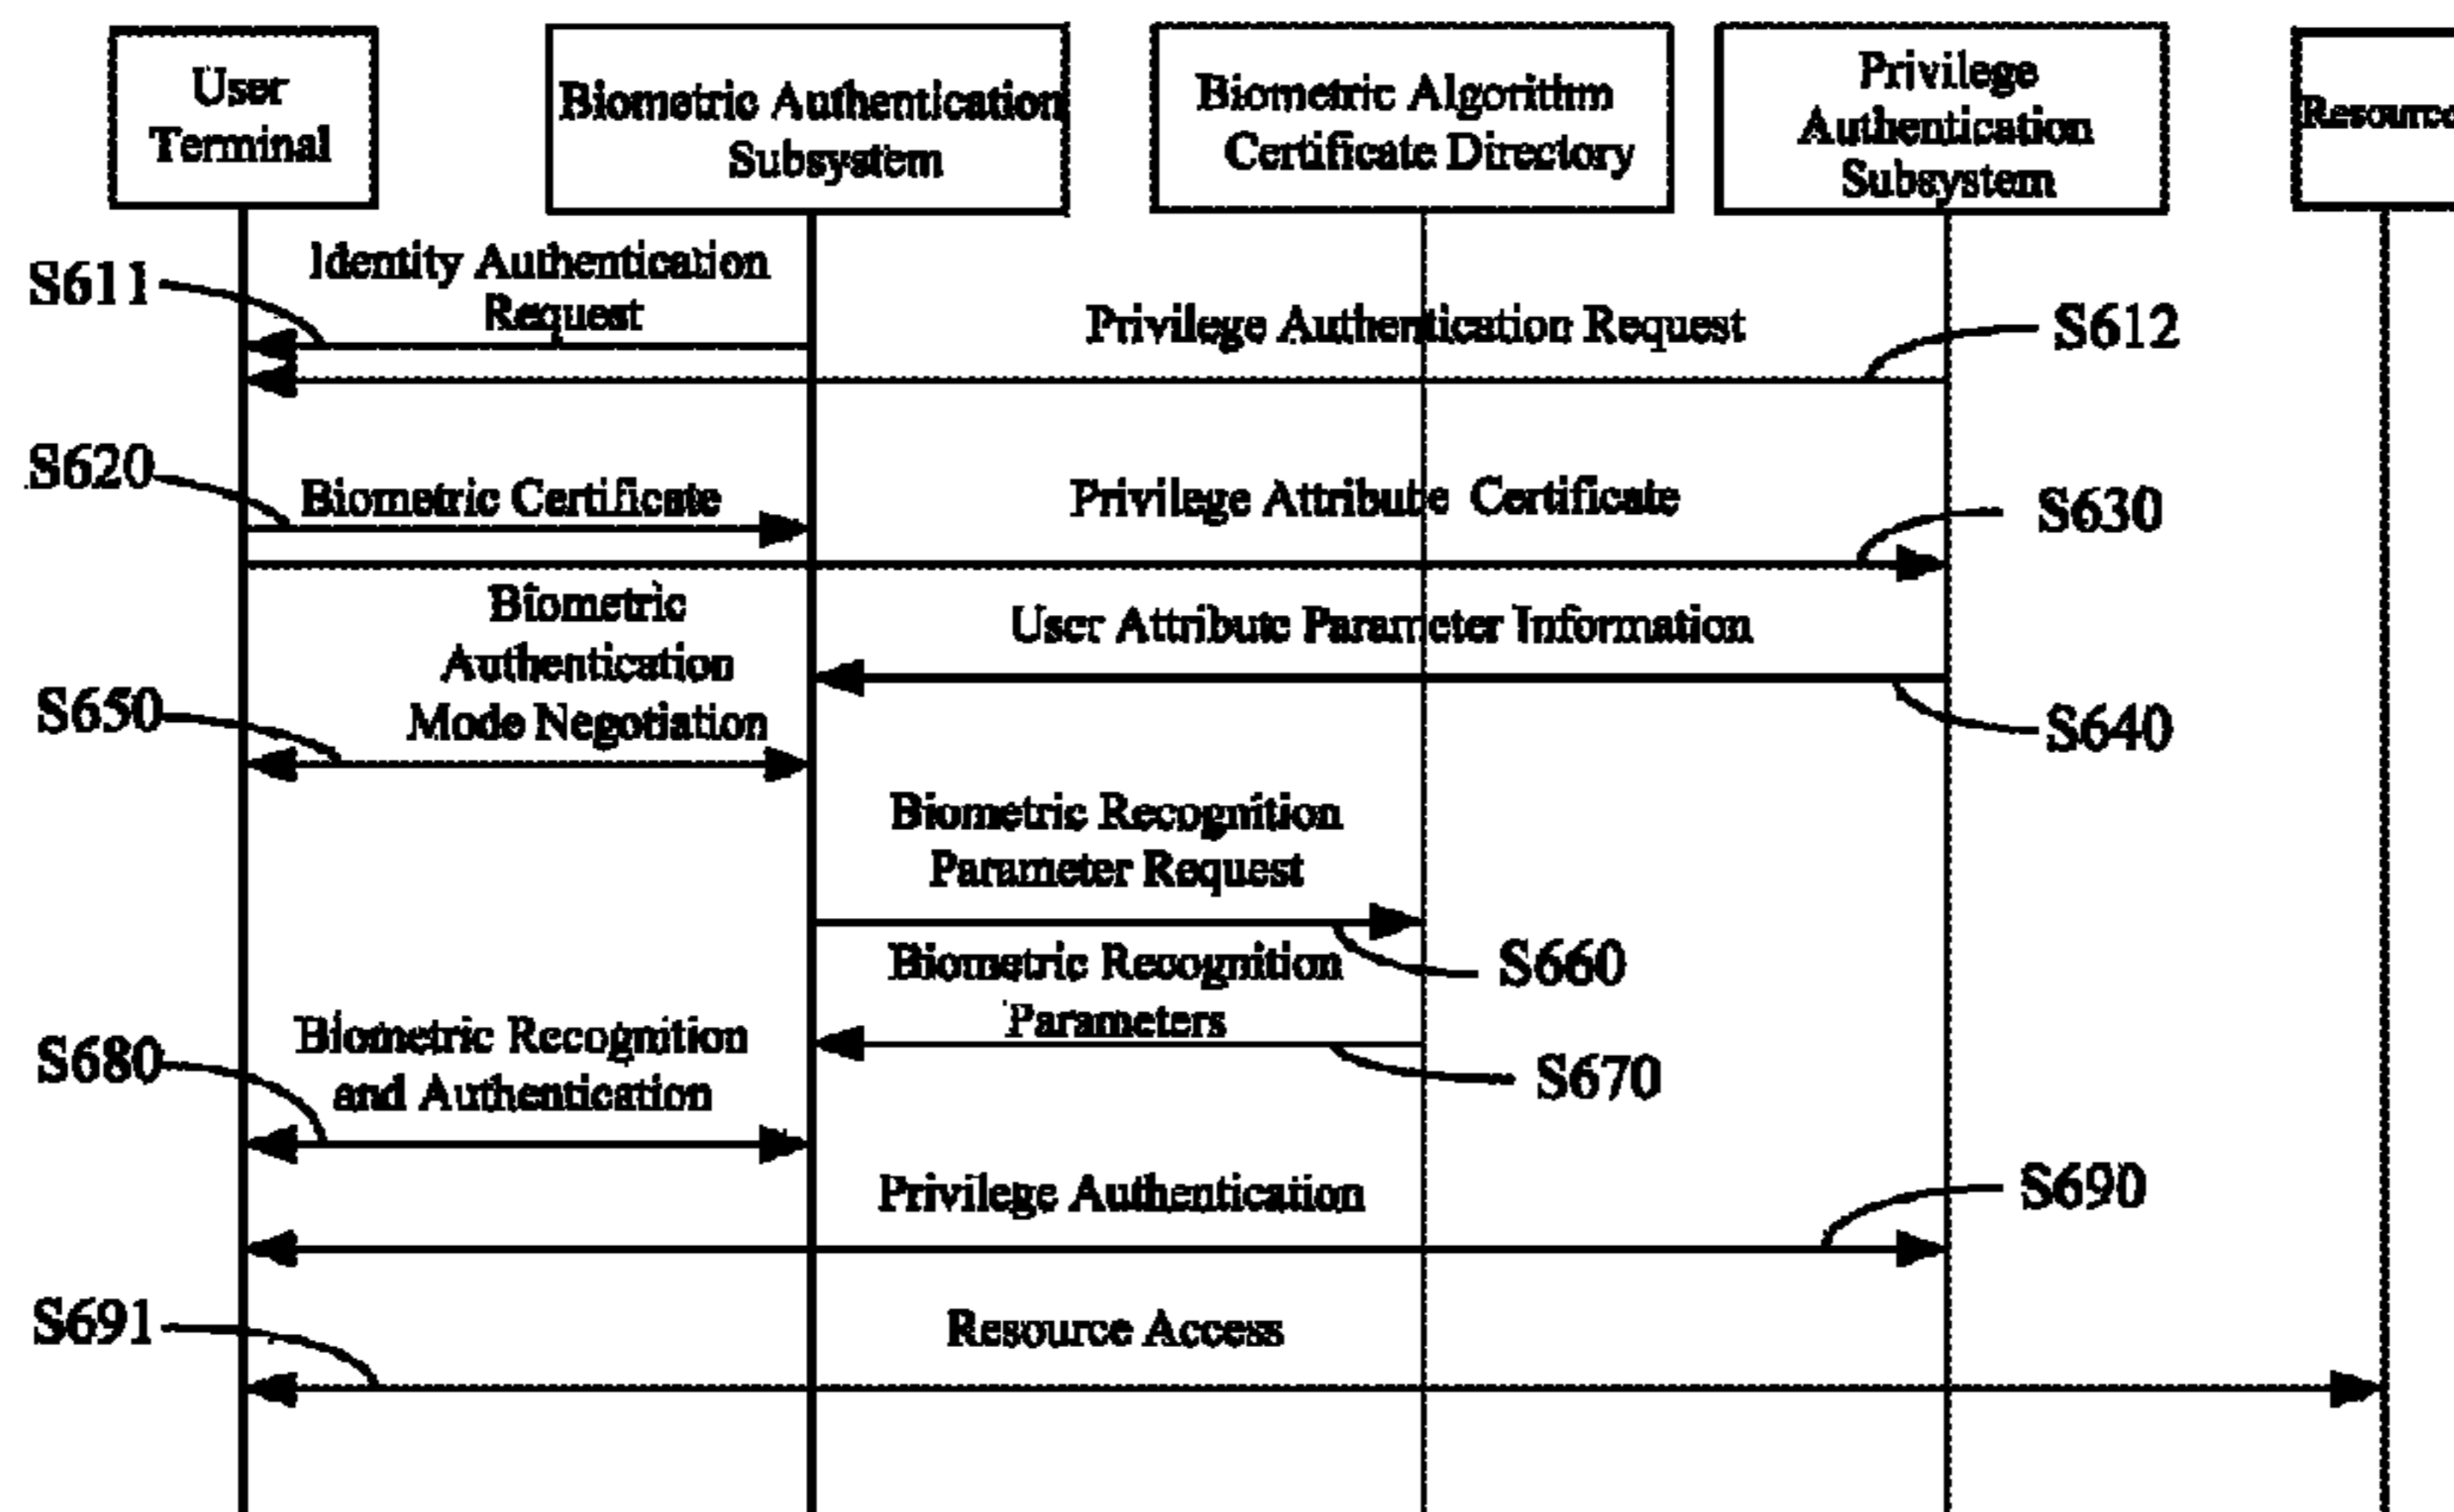 User
Terminal
Biometric Authentication
Subsystem
Biometric Algorithm
Certificate Directory
Privilege
Authentication
Subsystem
Resource
Identity Authentication
Request
S611
Privilege Authentication Request
S612
S620
Biometric Certificate
Privilege Attribute Certificate
S630
Biometric
Authentication
Mode Negotiation
User Attribute Parameter Information
S650
S640
Biometric Recognition
Parameter Request
S660
Biometric Recognition
Parameters
S670
S680
Biometric Recognition
and Authentication
Privilege Authentication
S690
S691
Resource Access